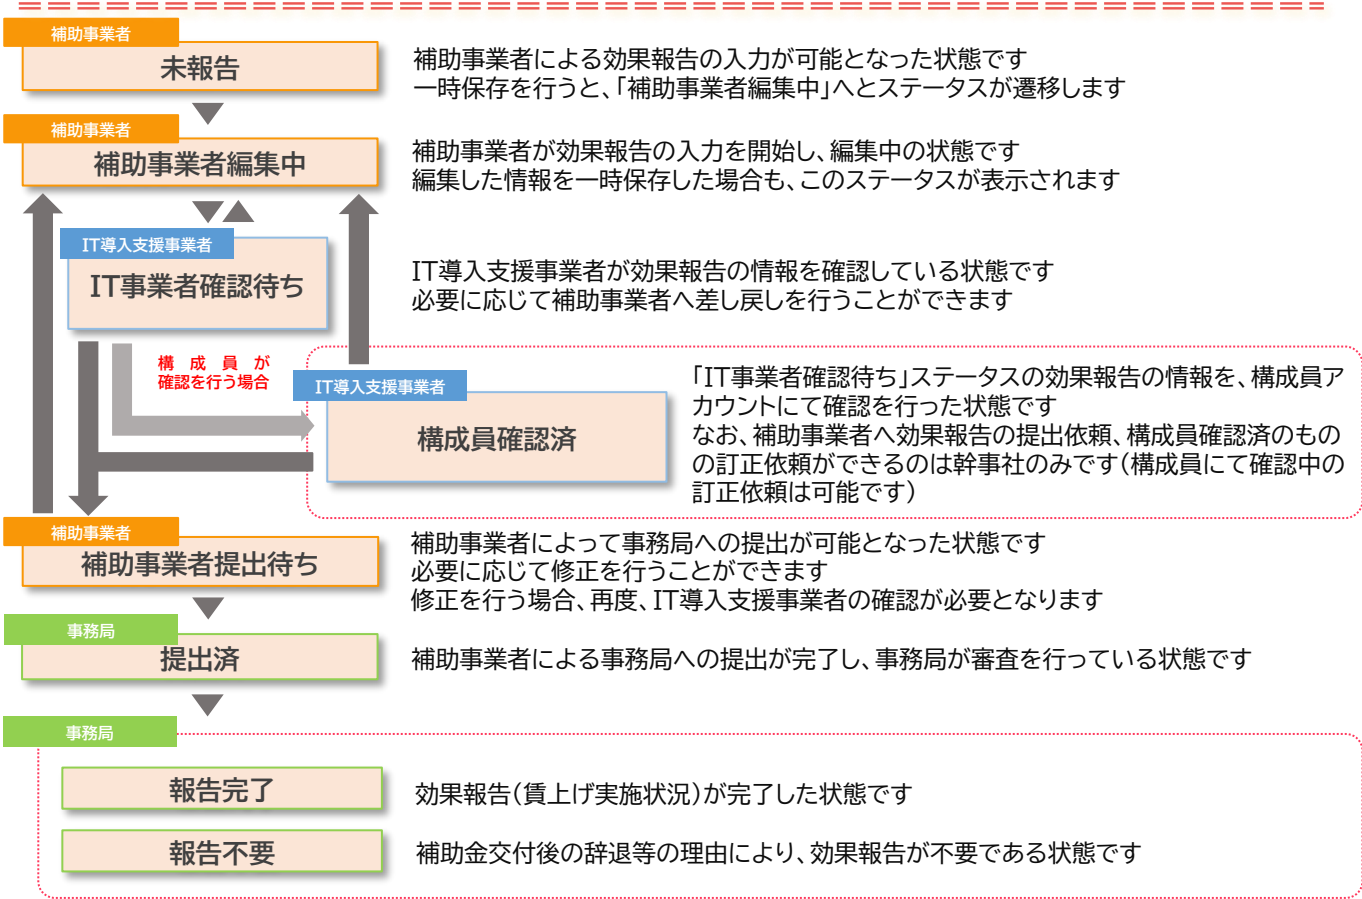 補助事業者
未報告
補助事業者による効果報告の入力が可能となった状態です
一時保存を行うと、「補助事業者編集中」へとステータスが遷移します
補助事業者
補助事業者編集中
補助事業者が効果報告の入力を開始し、編集中の状態です
編集した情報を一時保存した場合も、このステータスが表示されます
IT導入支援事業者
IT事業者確認待ち
IT導入支援事業者が効果報告の情報を確認している状態です
必要に応じて補助事業者へ差し戻しを行うことができます
構成員が
確認を行う場合
IT導入支援事業者
構成員確認済
「IT事業者確認待ち」ステータスの効果報告の情報を、構成員ア
カウントにて確認を行った状態です
なお、補助事業者へ効果報告の提出依頼、構成員確認済のもの
の訂正依頼ができるのは幹事社のみです(構成員にて確認中の
訂正依頼は可能です)
補助事業者
補助事業者提出待ち
補助事業者によって事務局への提出が可能となった状態です
必要に応じて修正を行うことができます
修正を行う場合、再度、IT導入支援事業者の確認が必要となります
事務局
提出済
補助事業者による事務局への提出が完了し、事務局が審査を行っている状態です
事務局
報告完了
効果報告(賃上げ実施状況)が完了した状態です
報告不要
補助金交付後の辞退等の理由により、効果報告が不要である状態です